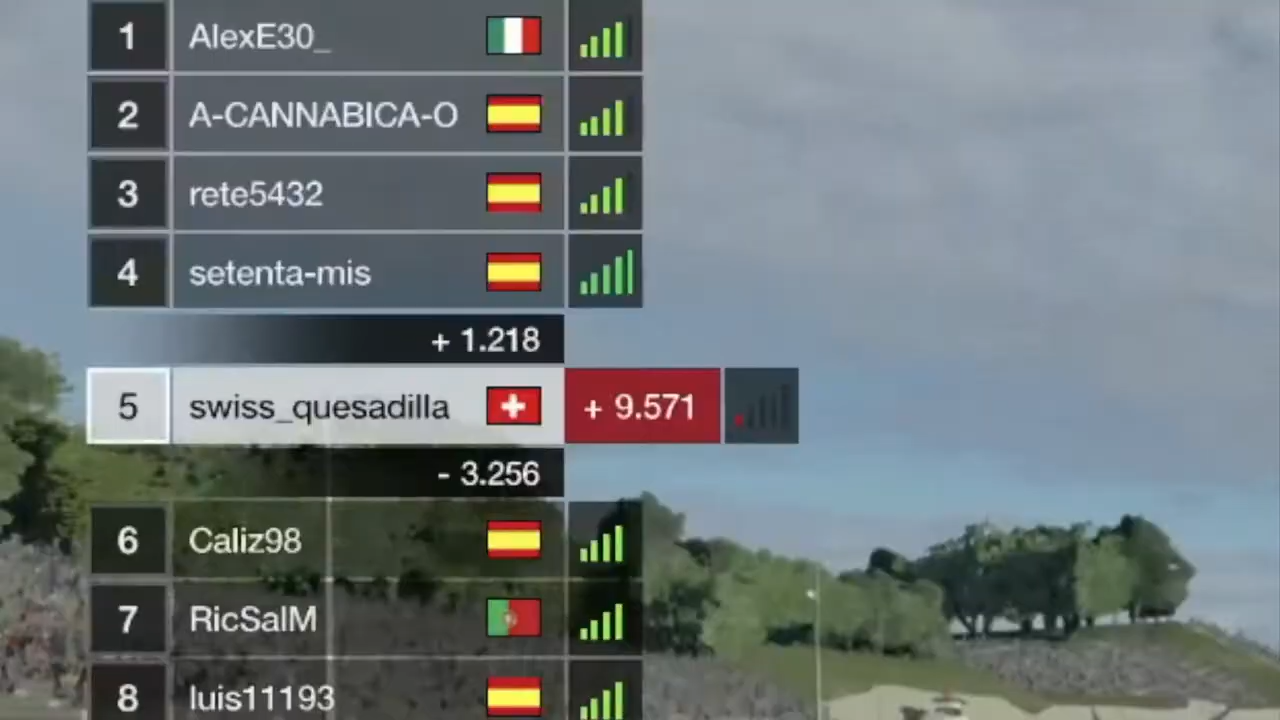 1 AlexE30_
2 A-CANNABICA-O
3 rete5432
4 setenta-mis
+ 1.218
5 swiss_quesadilla + 9.571
- 3.256
6 Caliz98
7 RicSalM
8 luis11193